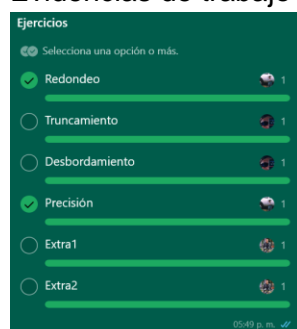 Evidencias de trabajo
Ejercicios
Selecciona una opción o más.
Redondeo 1
Truncamiento 1
Desbordamiento 1
Precisión 1
Extra1 1
Extra2 1
05:49 p. m.